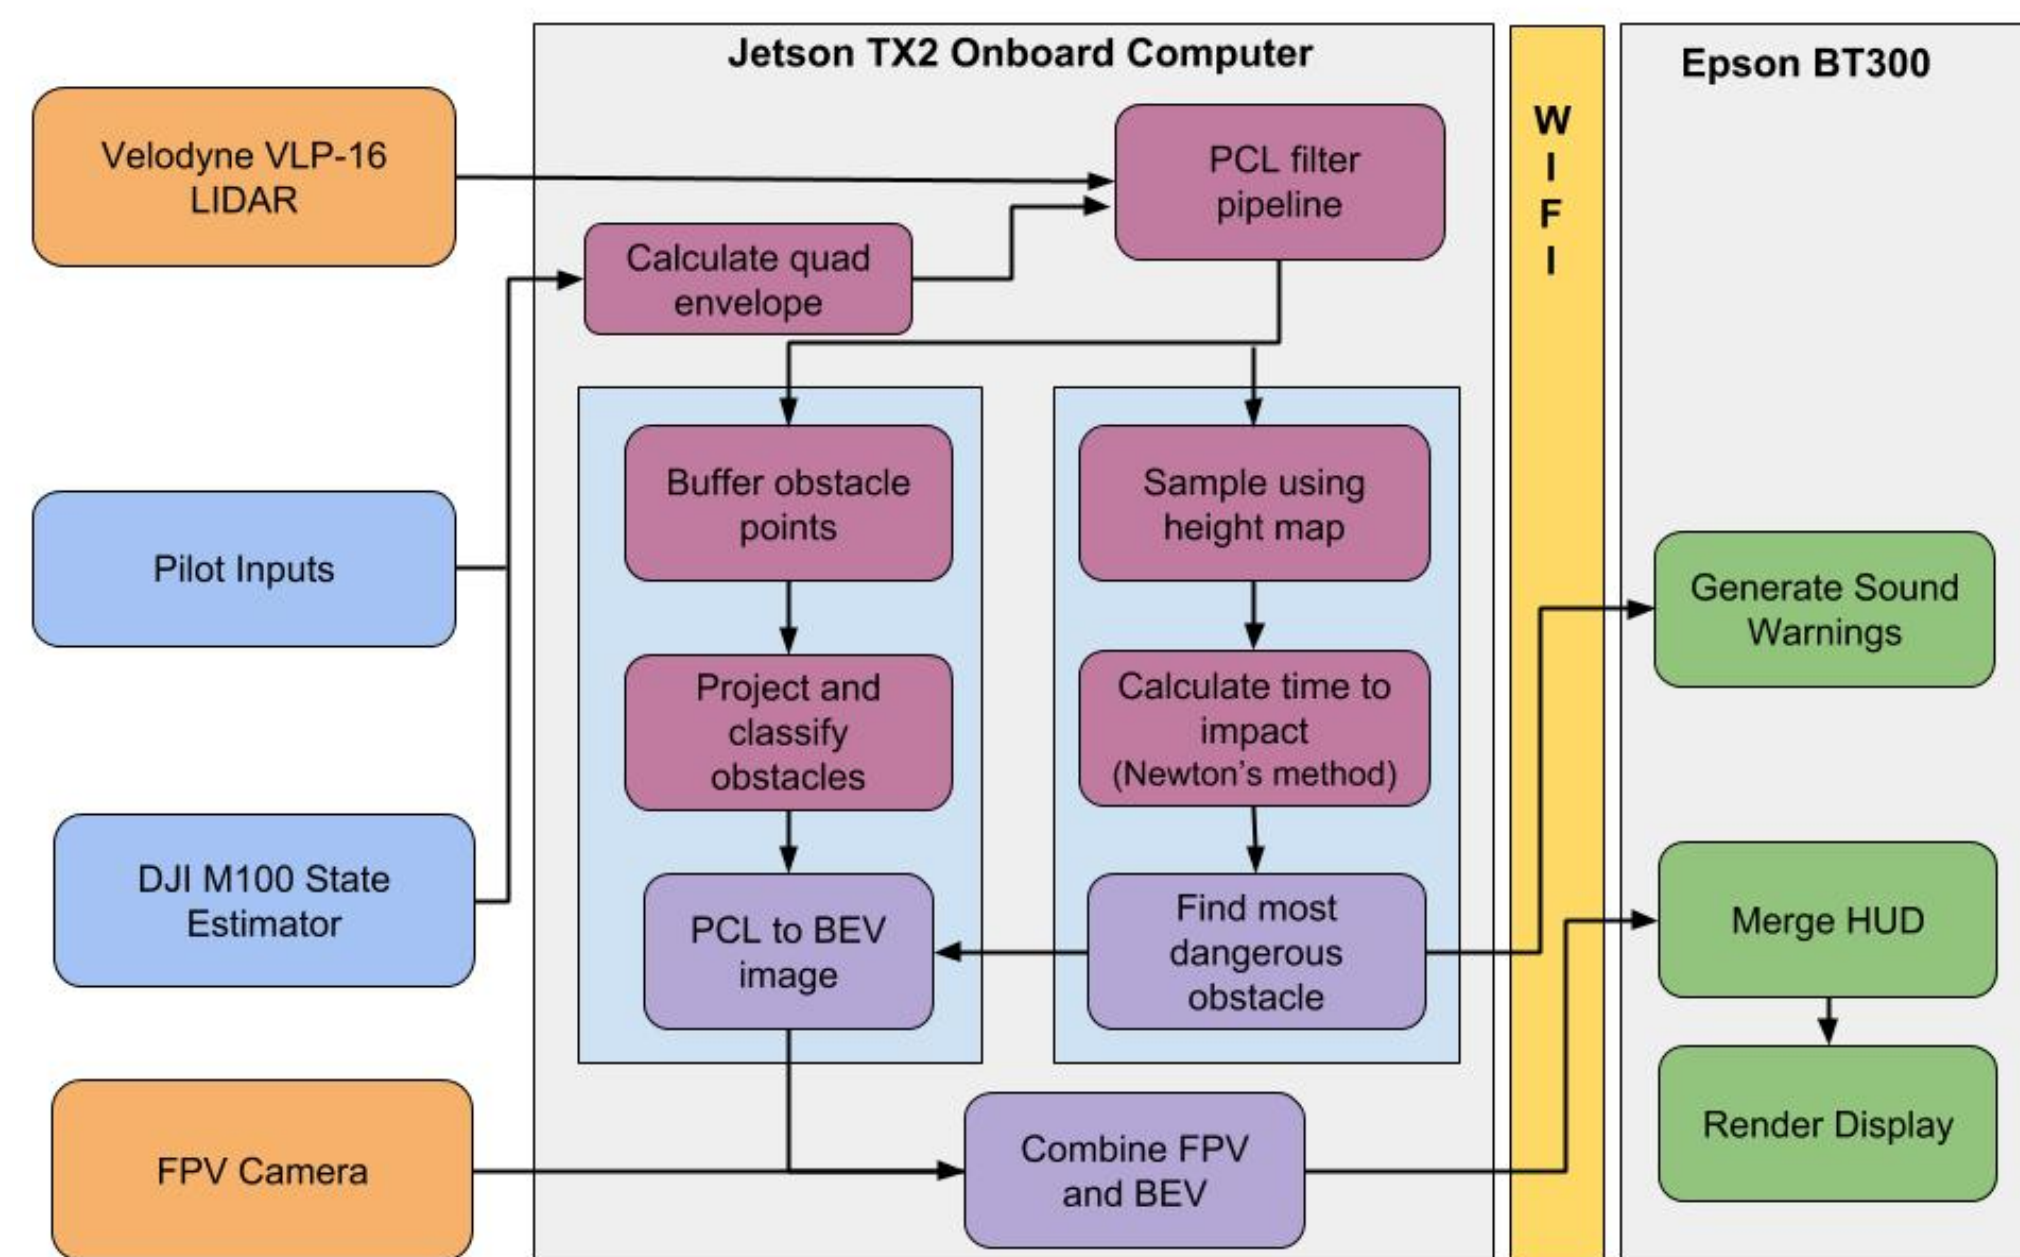 Jetson TX2 Onboard Computer
Epson BT300
W
I
F
I
Velodyne VLP-16
LIDAR
PCL filter
pipeline
Calculate quad
envelope
Pilot Inputs
Buffer obstacle
points
Sample using
height map
Generate Sound
Warnings
Project and
classify
obstacles
Calculate time to
impact
(Newton's method)
DJI M100 State
Estimator
PCL to BEV
image
Find most
dangerous
obstacle
Merge HUD
FPV Camera
Combine FPV
and BEV
Render Display